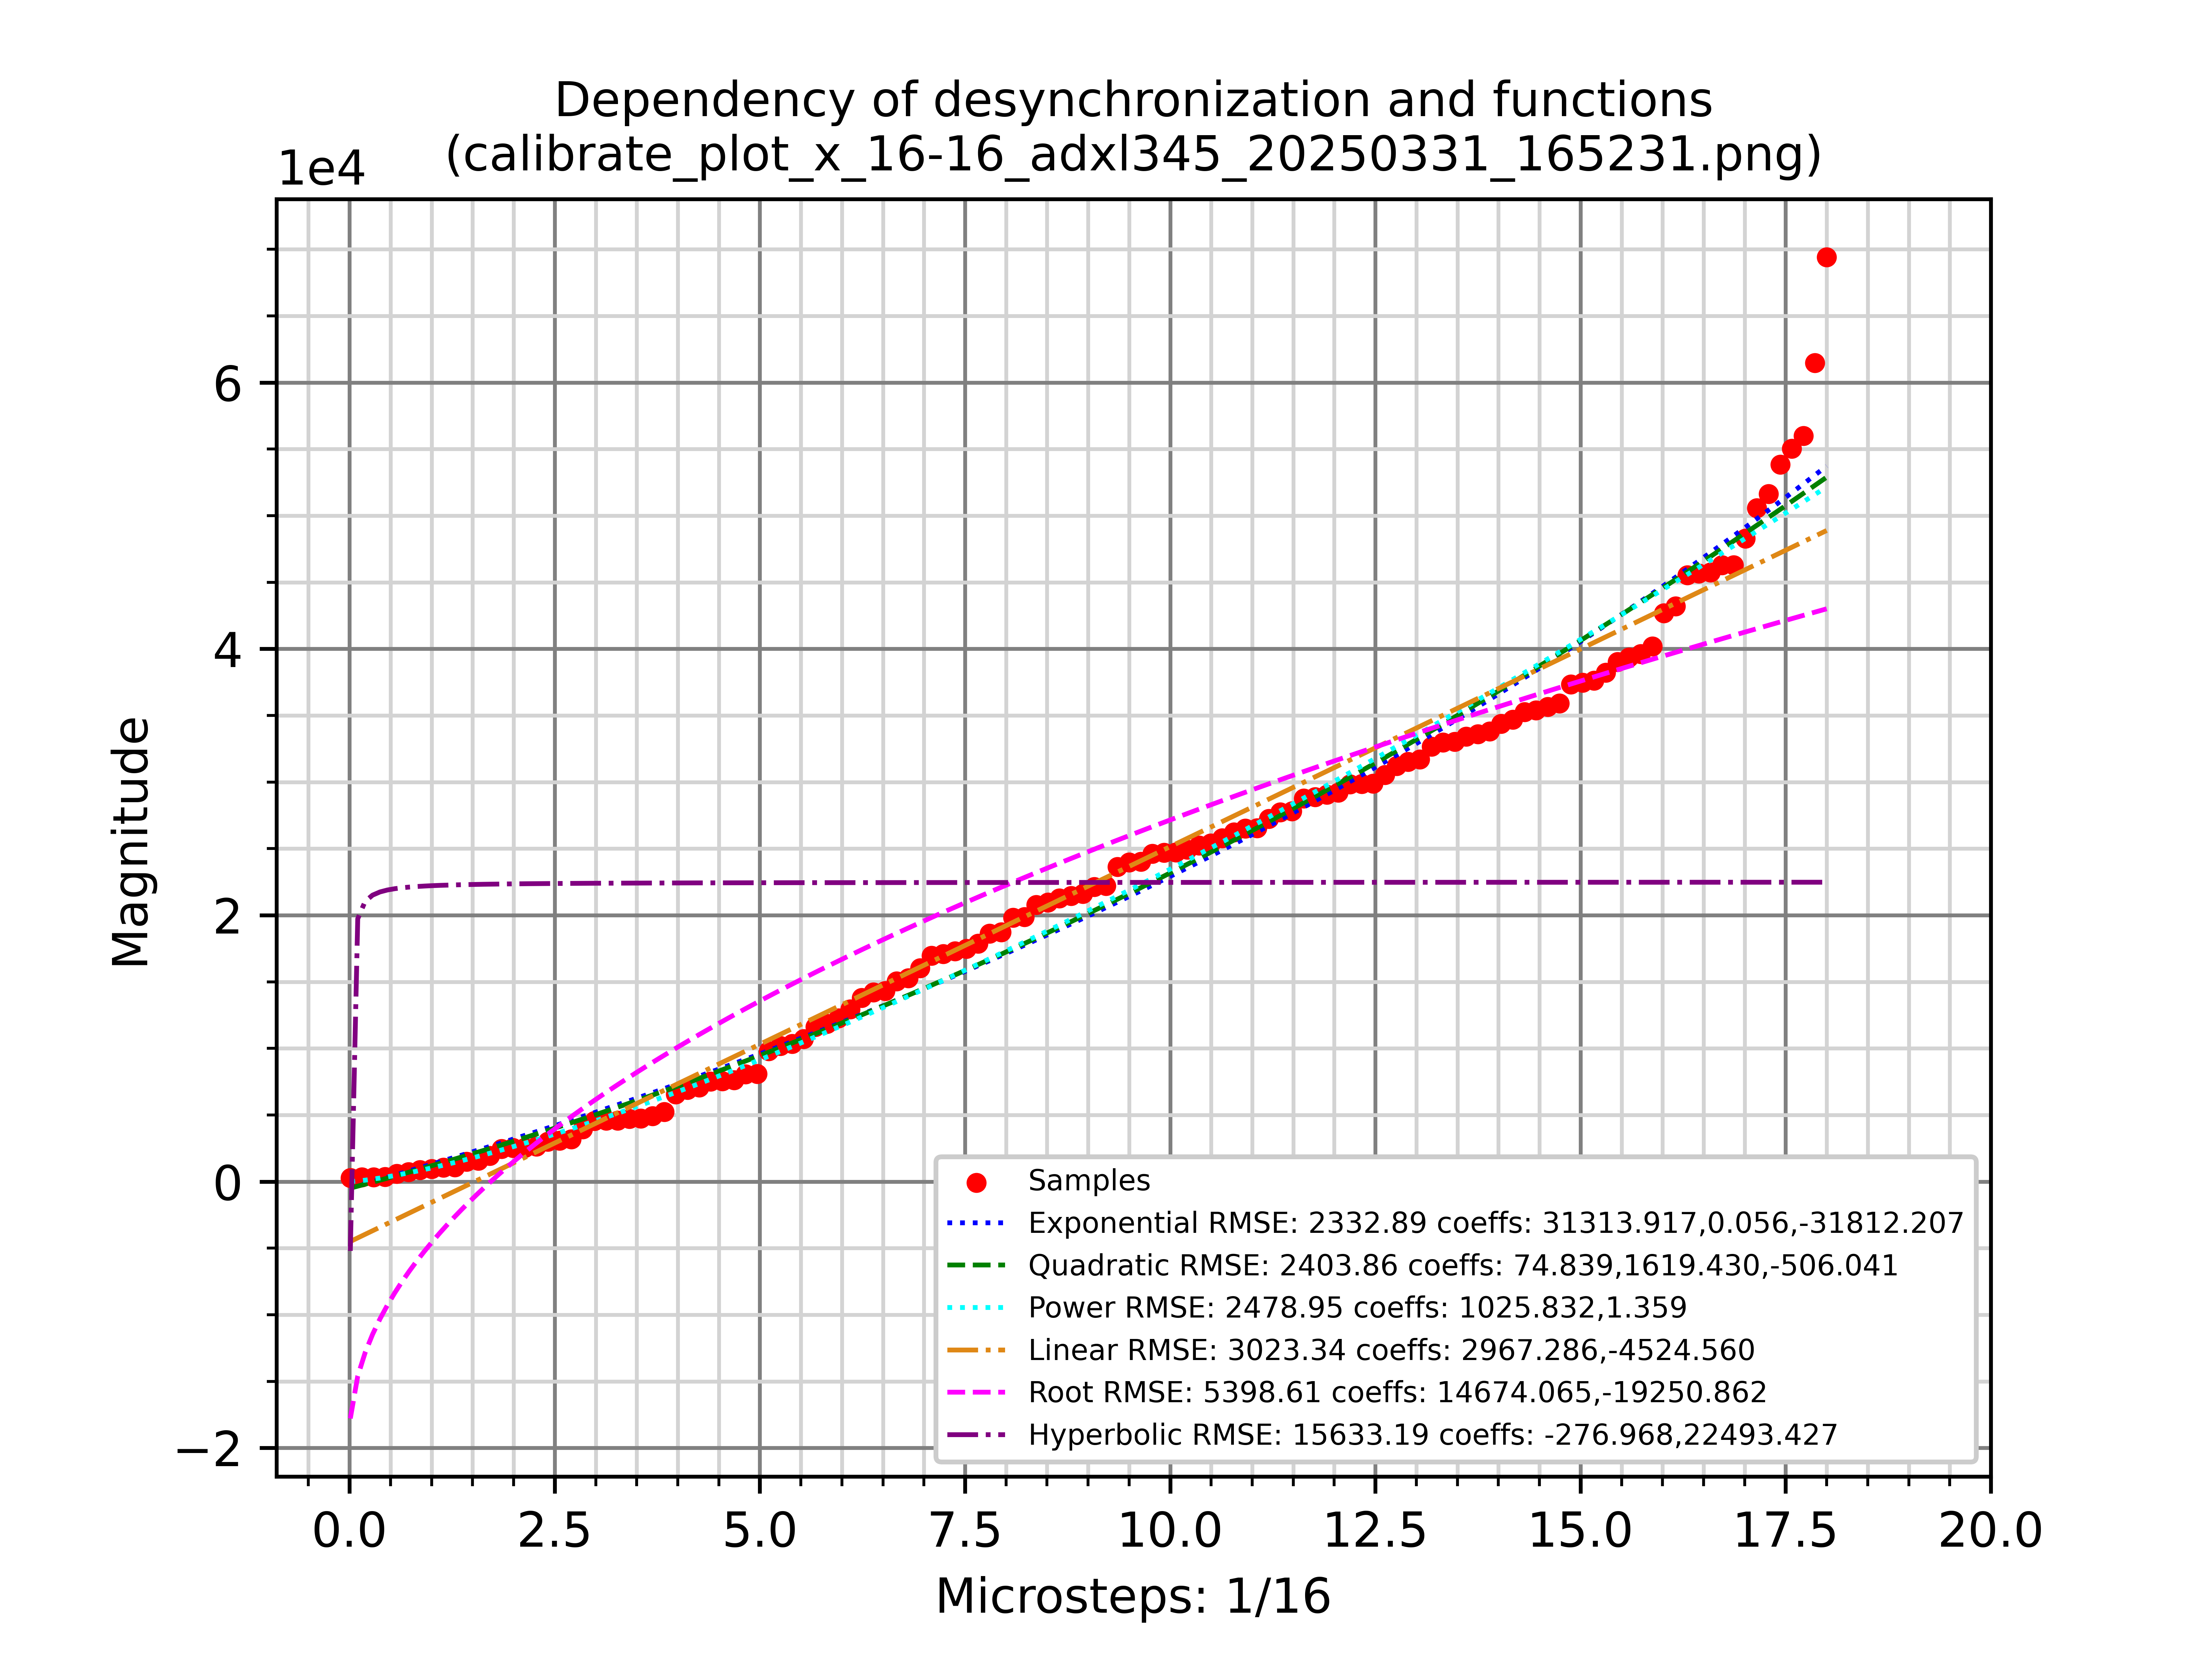 Dependency of desynchronization and functions
(calibrate_plot_x_16-16_adxl345_20250331_165231.png)
1e4
6
4
2
0
−2
Magnitude
Samples
Exponential RMSE: 2332.89 coeffs: 31313.917,0.056,-31812.207
Quadratic RMSE: 2403.86 coeffs: 74.839,1619.430,-506.041
Power RMSE: 2478.95 coeffs: 1025.832,1.359
Linear RMSE: 3023.34 coeffs: 2967.286,-4524.560
Root RMSE: 5398.61 coeffs: 14674.065,-19250.862
Hyperbolic RMSE: 15633.19 coeffs: -276.968,22493.427
0.0 2.5 5.0 7.5 10.0 12.5 15.0 17.5 20.0
Microsteps: 1/16